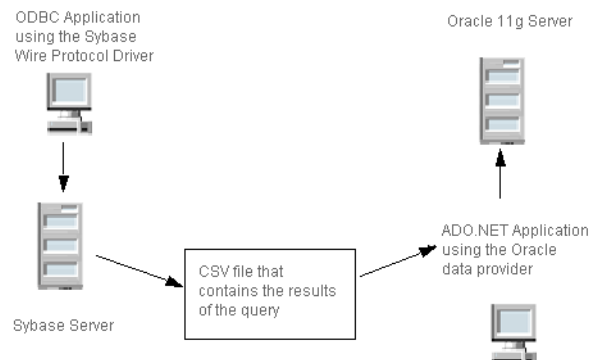 ODBC Application
using the Sybase
Wire Protocol Driver
Oracle 11g Server
Sybase Server
CSV file that
contains the results
of the query
ADO.NET Application
using the Oracle
data provider